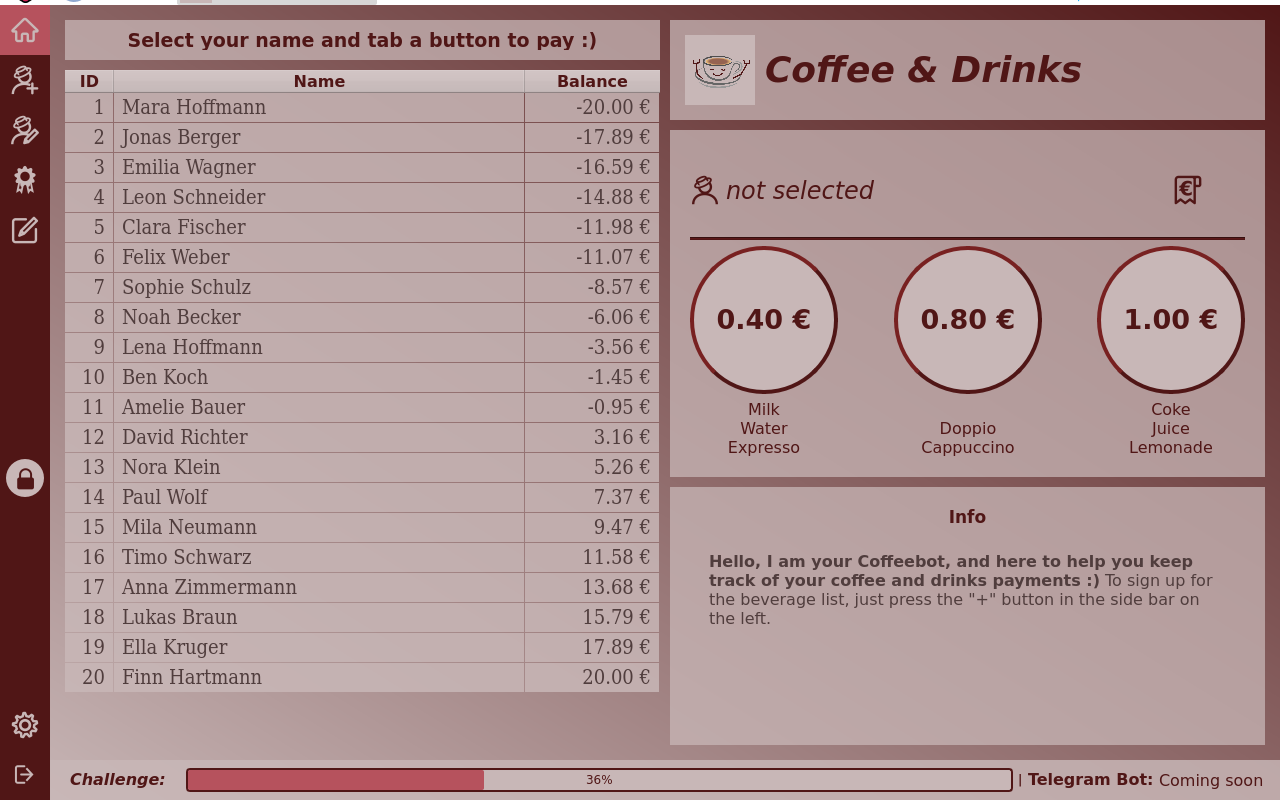 Select your name and tab a button to pay :)
ID Name Balance
1 Mara Hoffmann -20.00 €
2 Jonas Berger -17.89 €
3 Emilia Wagner -16.59 €
4 Leon Schneider -14.88 €
5 Clara Fischer -11.98 €
6 Felix Weber -11.07 €
7 Sophie Schulz -8.57 €
8 Noah Becker -6.06 €
9 Lena Hoffmann -3.56 €
10 Ben Koch -1.45 €
11 Amelie Bauer -0.95 €
12 David Richter 3.16 €
13 Nora Klein 5.26 €
14 Paul Wolf 7.37 €
15 Mila Neumann 9.47 €
16 Timo Schwarz 11.58 €
17 Anna Zimmermann 13.68 €
18 Lukas Braun 15.79 €
19 Ella Kruger 17.89 €
20 Finn Hartmann 20.00 €
Coffee & Drinks
not selected
€
0.40 € 0.80 € 1.00 €
Milk
Water
Expresso
Doppio
Cappuccino
Coke
Juice
Lemonade
Info
Hello, I am your Coffeebot, and here to help you keep
track of your coffee and drinks payments :) To sign up for
the beverage list, just press the "+" button in the side bar on
the left.
Challenge: 36% | Telegram Bot: Coming soon